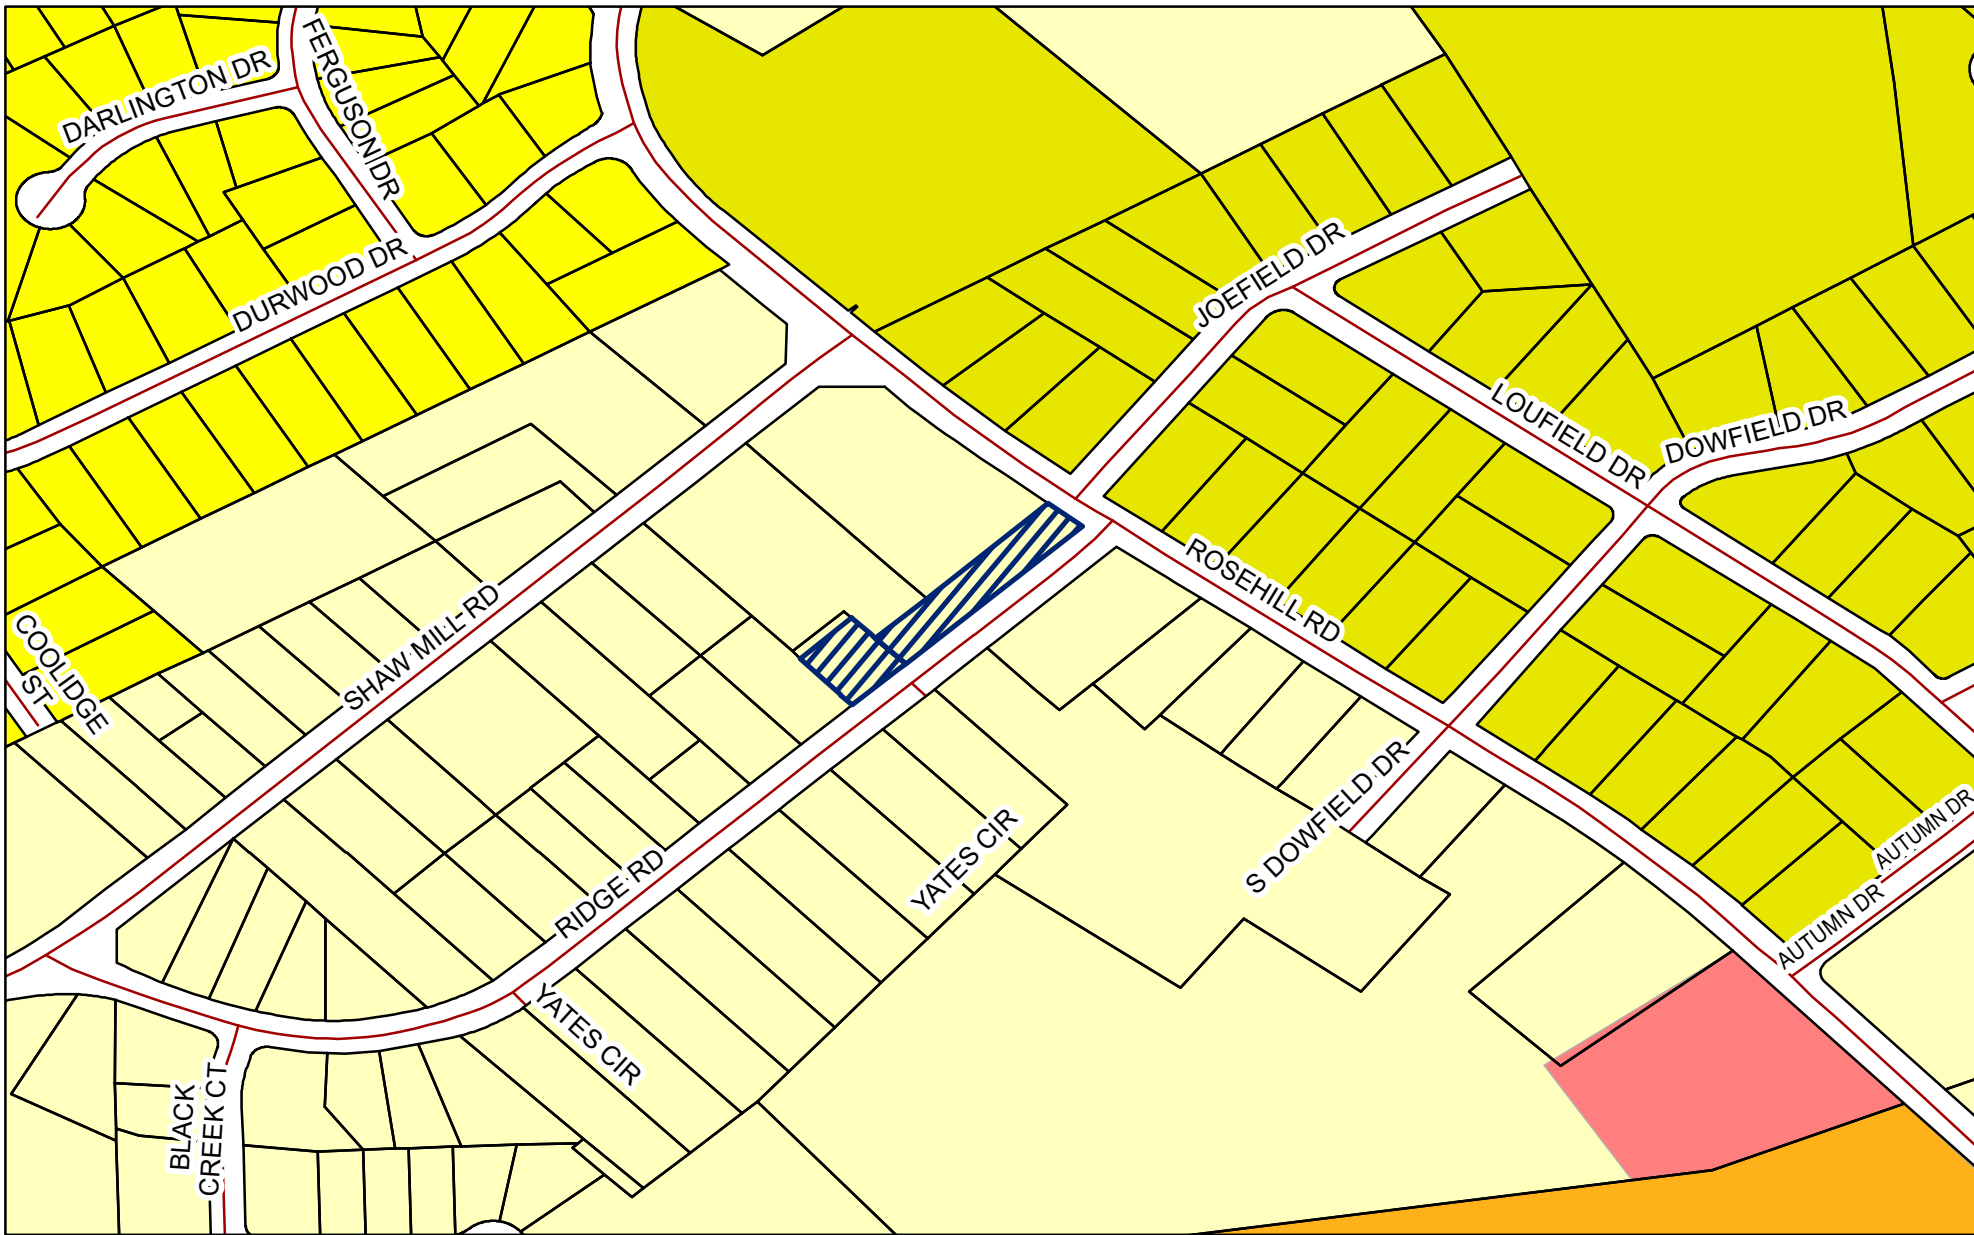 DARLINGTON DR
FERGUSON DR
DURWOOD DR
JOEFIELD DR
LOUFIELD DR
DOWFIELD DR
ROSEHILL RD
SHAW MILL RD
COOLIDGE
ST
S DOWFIELD DR
AUTUMN DR
AUTUMN DR
YATES CIR
RIDGE RD
YATES CIR
BLACK
CREEK CT